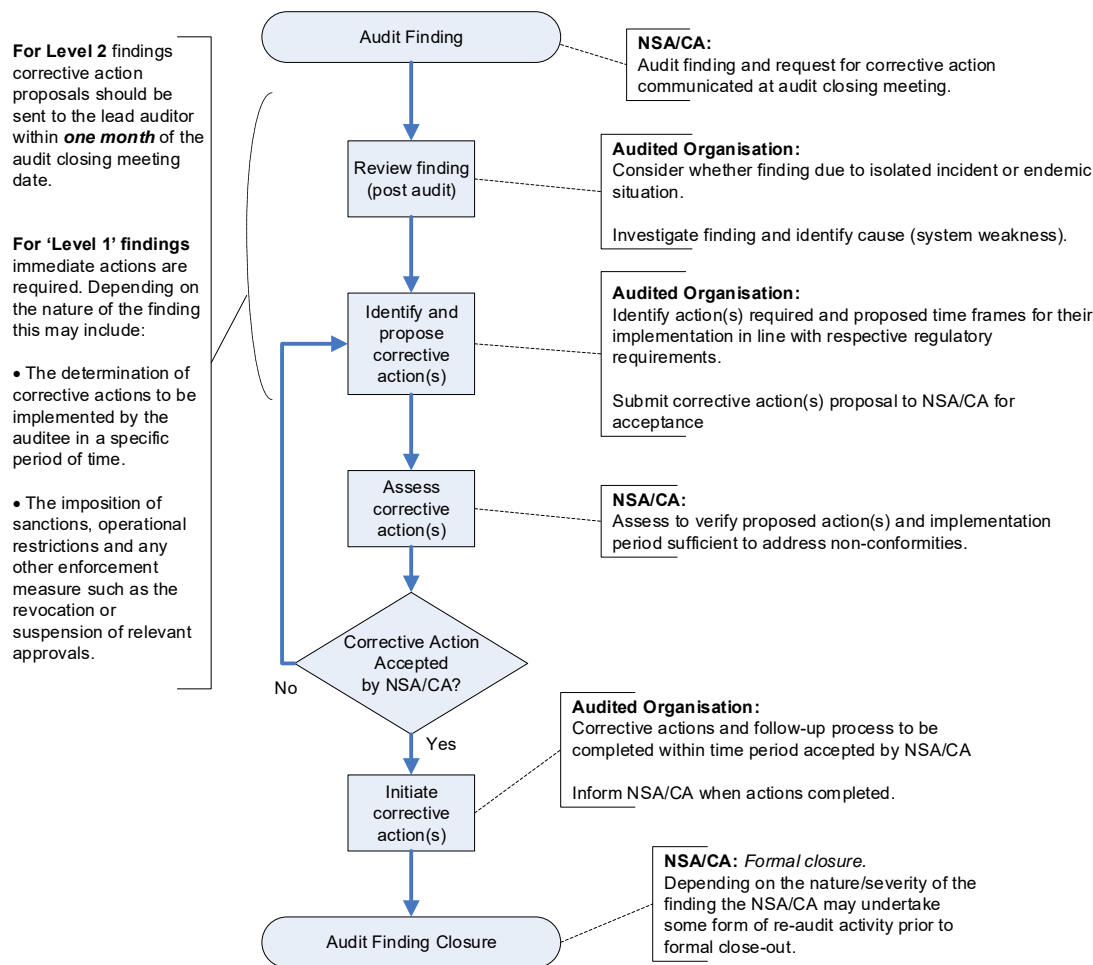 For Level 2 findings
corrective action
proposals should be
sent to the lead auditor
within one month of the
audit closing meeting
date.
For ‘Level 1’ findings
immediate actions are
required. Depending on
the nature of the finding
this may include:
• The determination of
corrective actions to be
implemented by the
auditee in a specific
period of time.
• The imposition of
sanctions, operational
restrictions and any
other enforcement
measure such as the
revocation or
suspension of relevant
approvals.
Audit Finding
NSA/CA:
Audit finding and request for corrective action
communicated at audit closing meeting.
Review finding
(post audit)
Audited Organisation:
Consider whether finding due to isolated incident or endemic
situation.
Investigate finding and identify cause (system weakness).
Identify and
propose
corrective
action(s)
Audited Organisation:
Identify action(s) required and proposed time frames for their
implementation in line with respective regulatory
requirements.
Submit corrective action(s) proposal to NSA/CA for
acceptance
Assess
corrective
action(s)
NSA/CA:
Assess to verify proposed action(s) and implementation
period sufficient to address non-conformities.
Corrective Action
Accepted
by NSA/CA?
No
Yes
Initiate
corrective
action(s)
Audited Organisation:
Corrective actions and follow-up process to be
completed within time period accepted by NSA/CA
Inform NSA/CA when actions completed.
Audit Finding Closure
NSA/CA: Formal closure.
Depending on the nature/severity of the
finding the NSA/CA may undertake
some form of re-audit activity prior to
formal close-out.